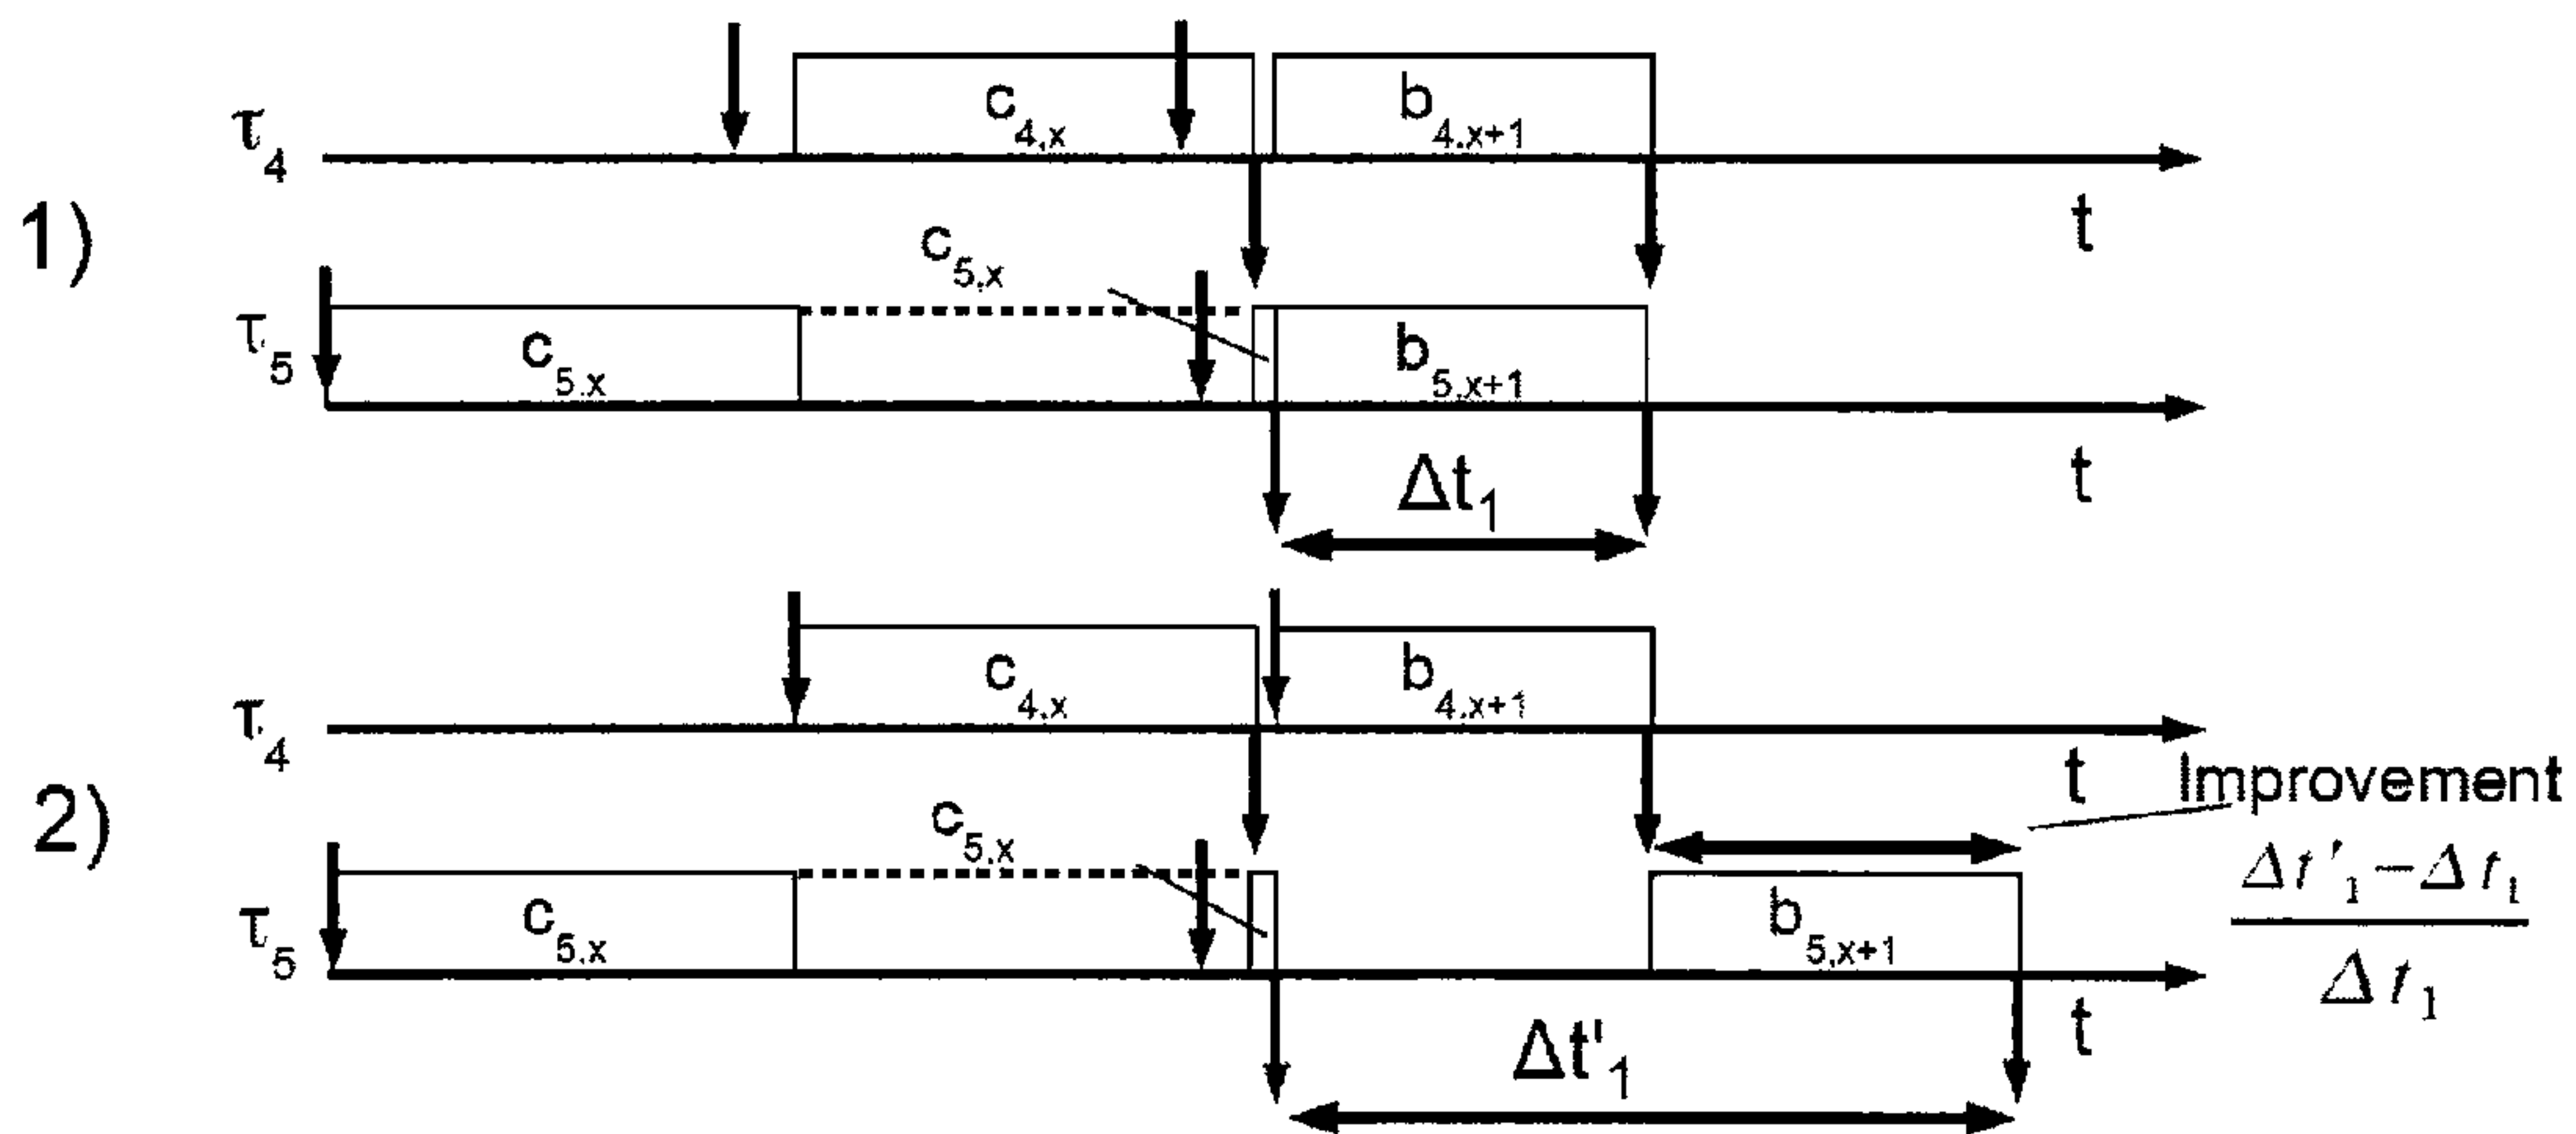 1)
τ₄
c₄,ₓ
b₄.ₓ₊₁
t
c₅,ₓ
τ₅
c₅.ₓ
b₅,ₓ₊₁
t
Δt₁
2)
τ₄
c₄,ₓ
b₄.ₓ₊₁
t
Improvement
c₅,ₓ
τ₅
c₅.ₓ
b₅,ₓ₊₁
t
Δt'₁−Δt₁
Δt₁
Δt'₁